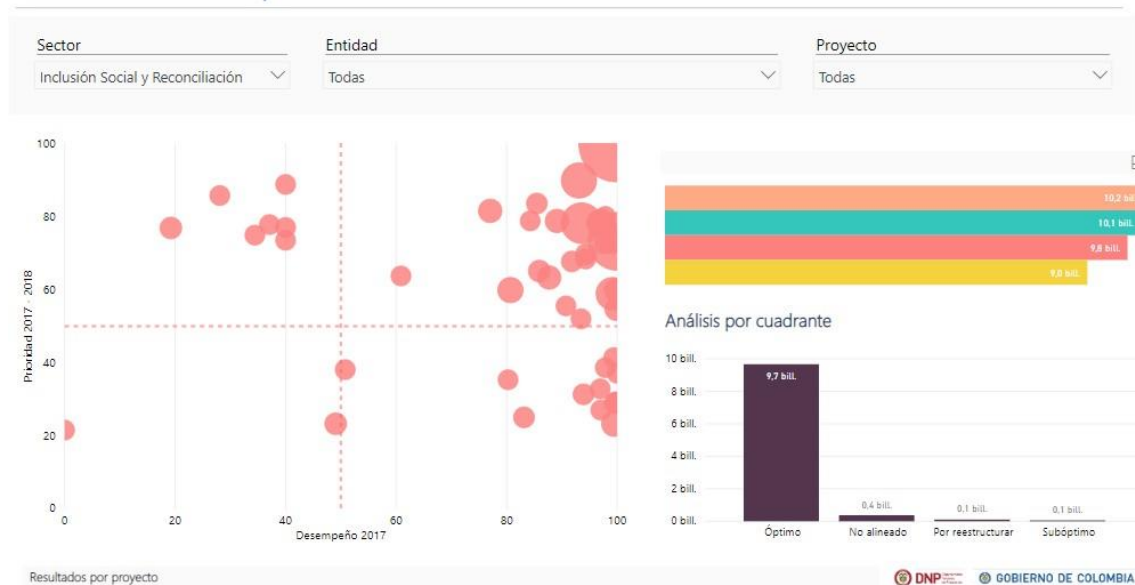 Sector
Entidad
Proyecto
Inclusión Social y Reconciliación
Todas
Todas
100
80
60
40
20
0
Prioridad 2017 - 2018
0
20
40
60
80
100
Desempeño 2017
10,2 bill.
10,1 bill.
9,8 bill.
9,0 bill.
Análisis por cuadrante
10 bill.
8 bill.
6 bill.
4 bill.
2 bill.
0 bill.
9,7 bill.
0,4 bill.
0,1 bill.
0,1 bill.
Óptimo
No alineado
Por reestructurar
Subóptimo
Resultados por proyecto
DNP
GOBIERNO DE COLOMBIA